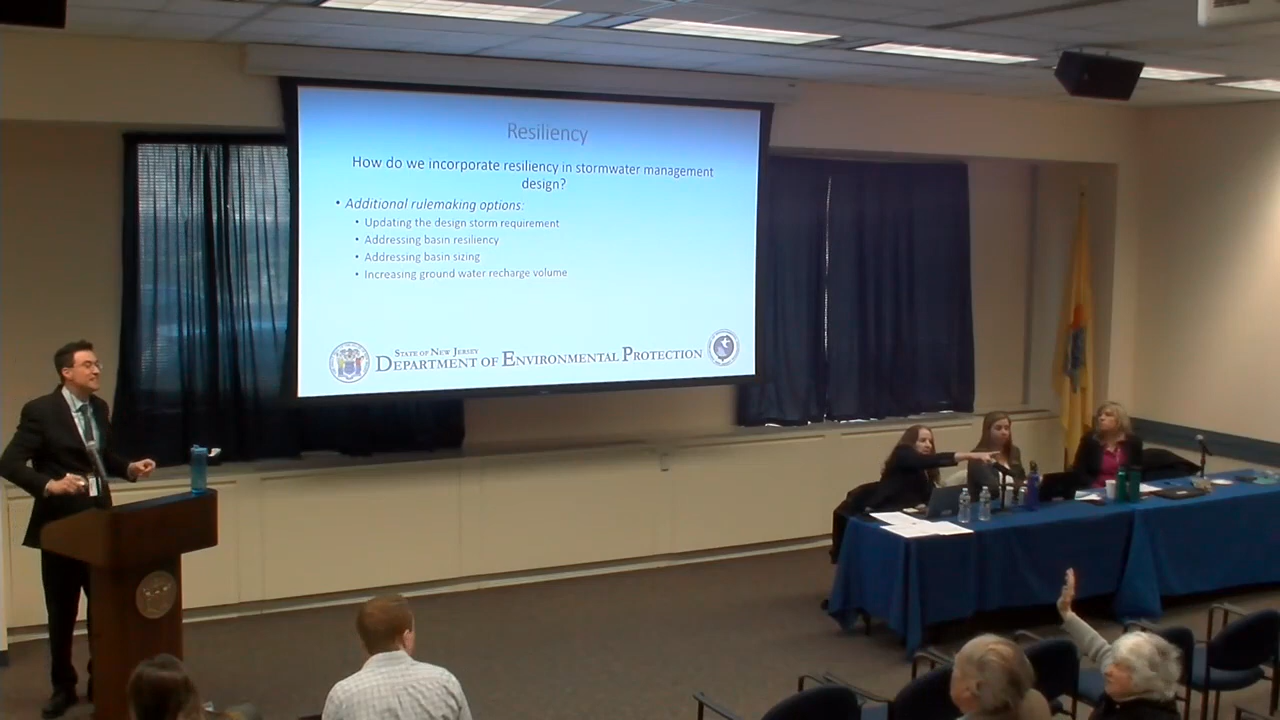 Resiliency
How do we incorporate resiliency in stormwater management
design?
• Additional rulemaking options:
• Updating the design storm requirement
• Addressing basin resiliency
• Addressing basin sizing
• Increasing ground water recharge volume
STATE OF NEW JERSEY
DEPARTMENT OF ENVIRONMENTAL PROTECTION